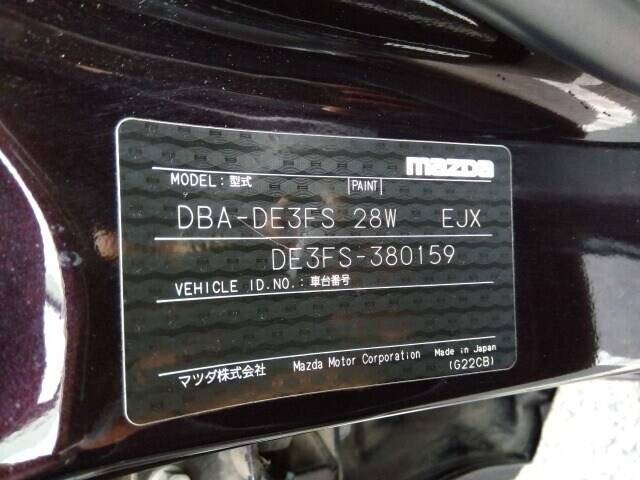 mazda
MODEL:型式 PAINT
DBA-DE3FS 28W EJX
DE3FS-380159
VEHICLE ID.NO.:車台番号
マツダ株式会社 Mazda Motor Corporation Made in Japan
(G22CB)